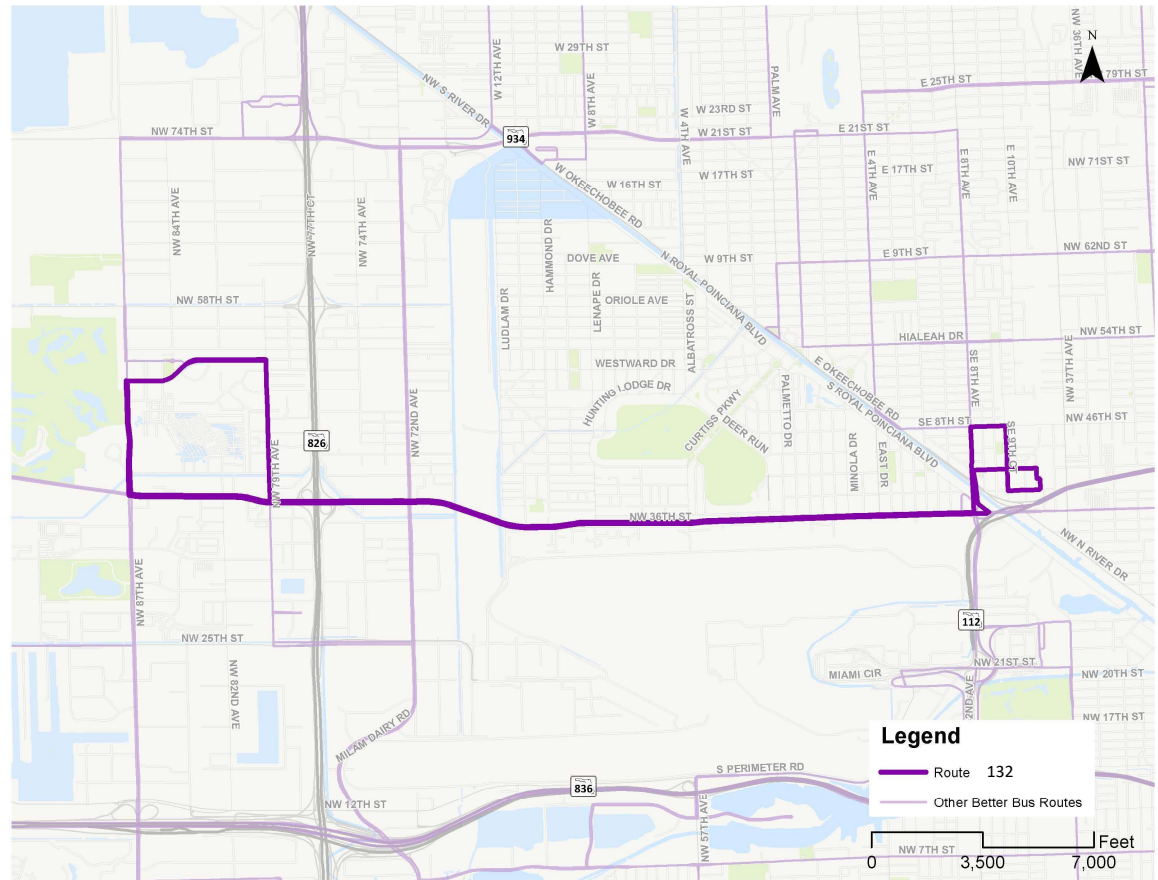 W 29TH ST
W 12TH AVE
W 8TH AVE
NW S RIVER DR
PALM AVE
NW 36TH AVE
N
79TH ST
E 25TH ST
W 23RD ST
W 21ST ST
W 4TH AVE
E 21ST ST
NW 74TH ST
934
W 17TH ST
E 4TH AVE
E 17TH ST
E 8TH AVE
E 10TH AVE
NW 71ST ST
W 16TH ST
W OKEECHOBEE RD
NW 84TH AVE
NW 77TH CT
NW 74TH AVE
HAMMOND DR
DOVE AVE
W 9TH ST
N ROYAL POINCIANA BLVD
E 9TH ST
NW 62ND ST
NW 58TH ST
LUDLAM DR
LENAPE DR
ORIOLE AVE
ALBATROSS ST
HIALEAH DR
NW 54TH ST
WESTWARD DR
HUNTING LODGE DR
E OKEECHOBEE RD
S ROYAL POINCIANA BLVD
SE 8TH AVE
NW 37TH AVE
NW 72ND AVE
CURTISS PKWY
DEER RUN
PALMETTO DR
SE 8TH ST
NW 46TH ST
SE 9TH CT
826
NW 79TH AVE
MINOLA DR
EAST DR
NW 36TH ST
NW N RIVER DR
NW 87TH AVE
112
NW 25TH ST
NW 82ND AVE
NW 21ST ST
MIAMI CIR
NW 20TH ST
2ND AVE
NW 17TH ST
MILAM DAIRY RD
Legend
Route 132
Other Better Bus Routes
S PERIMETER RD
836
NW 12TH ST
NW 57TH AVE
NW 7TH ST
Feet
0 3,500 7,000